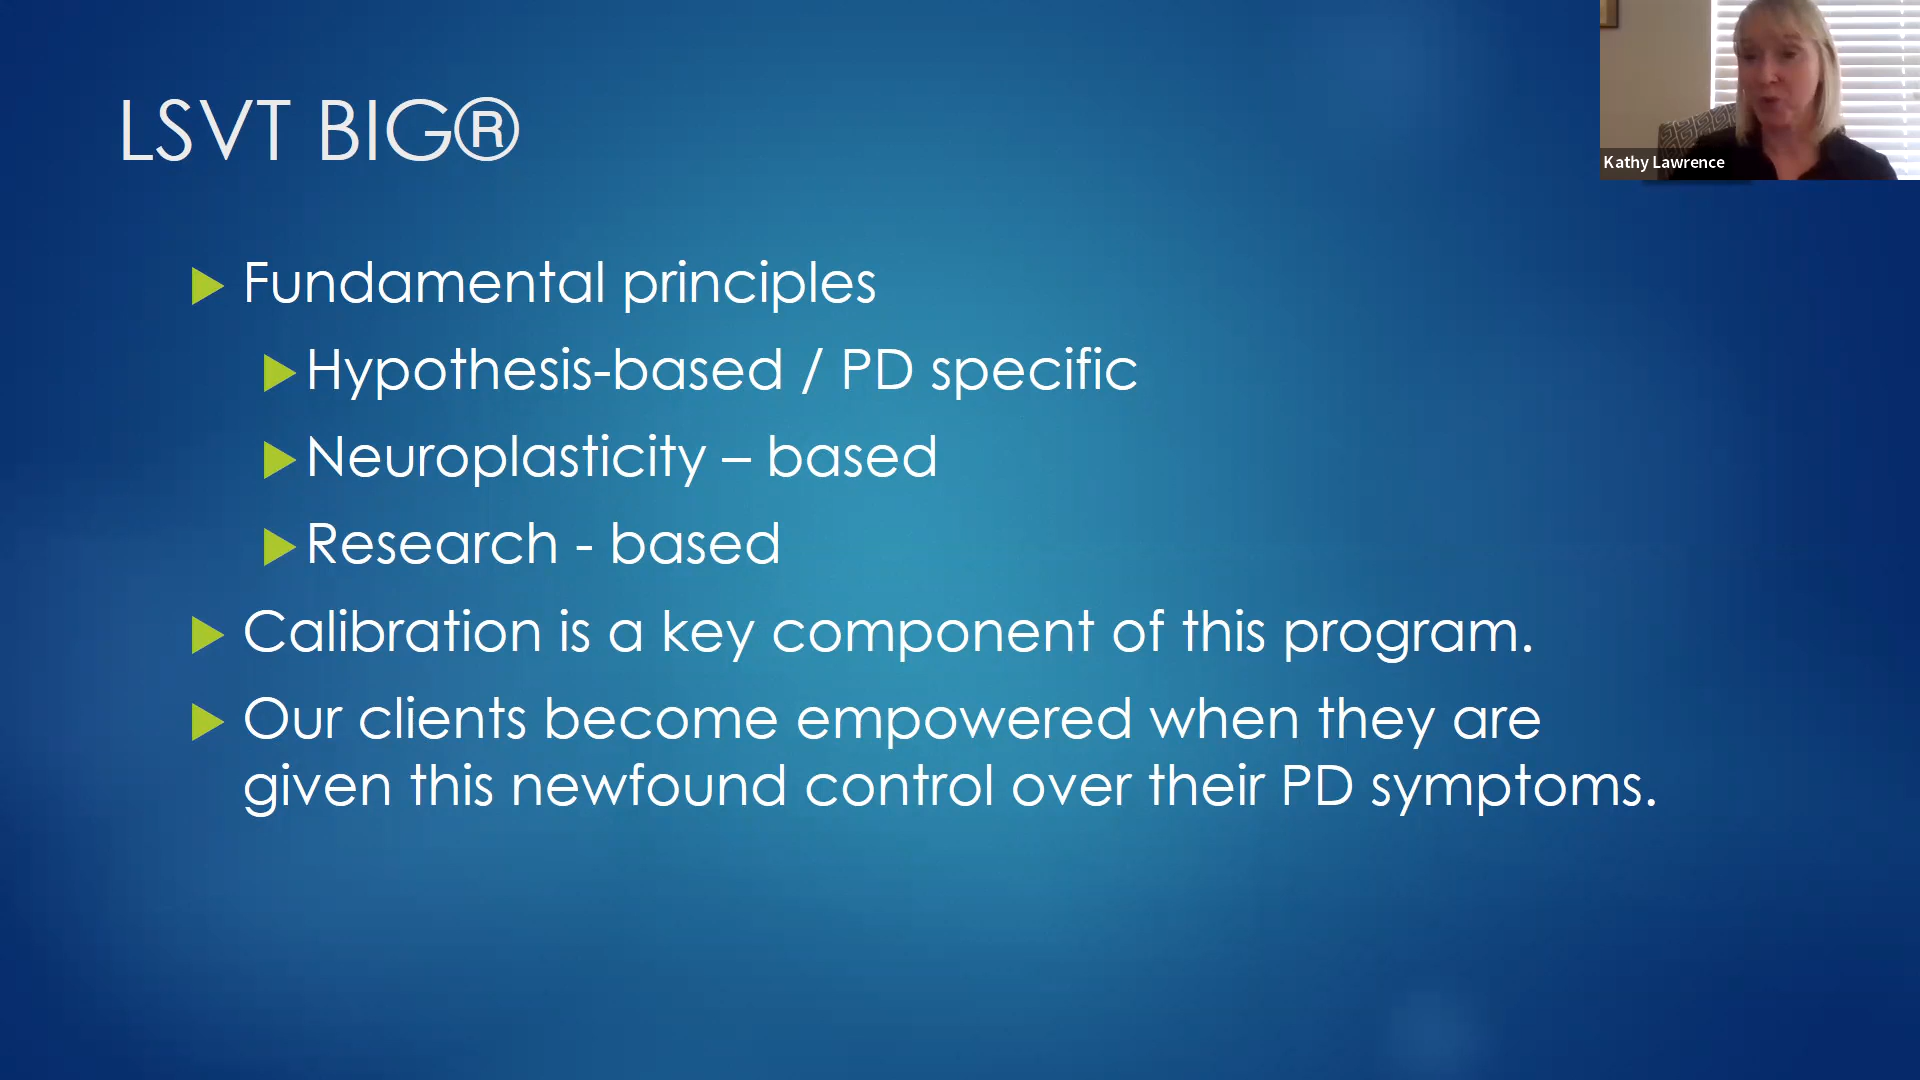 LSVT BIG®
Kathy Lawrence
Fundamental principles
Hypothesis-based / PD specific
Neuroplasticity – based
Research - based
Calibration is a key component of this program.
Our clients become empowered when they are
given this newfound control over their PD symptoms.